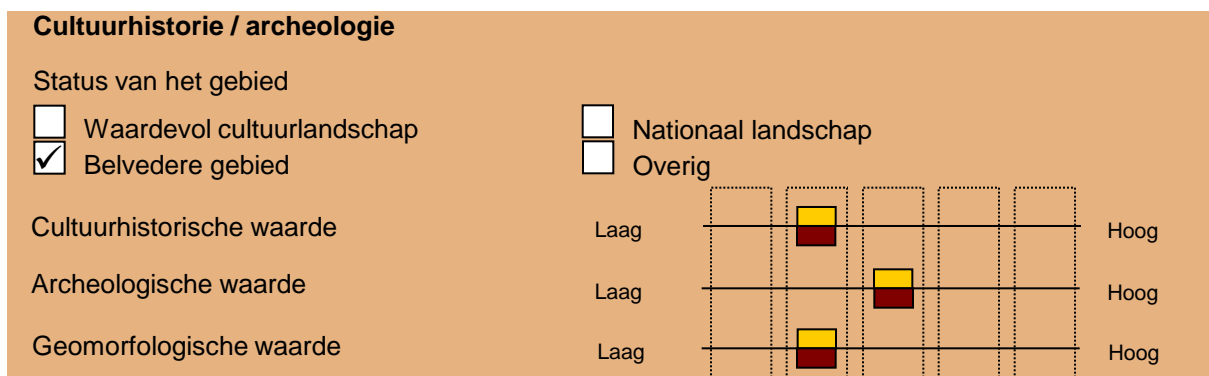 Cultuurhistorie / archeologie
Status van het gebied
Waardevol cultuurlandschap Nationaal landschap
Belvedere gebied Overig
Cultuurhistorische waarde Laag Hoog
Archeologische waarde Laag Hoog
Geomorfologische waarde Laag Hoog